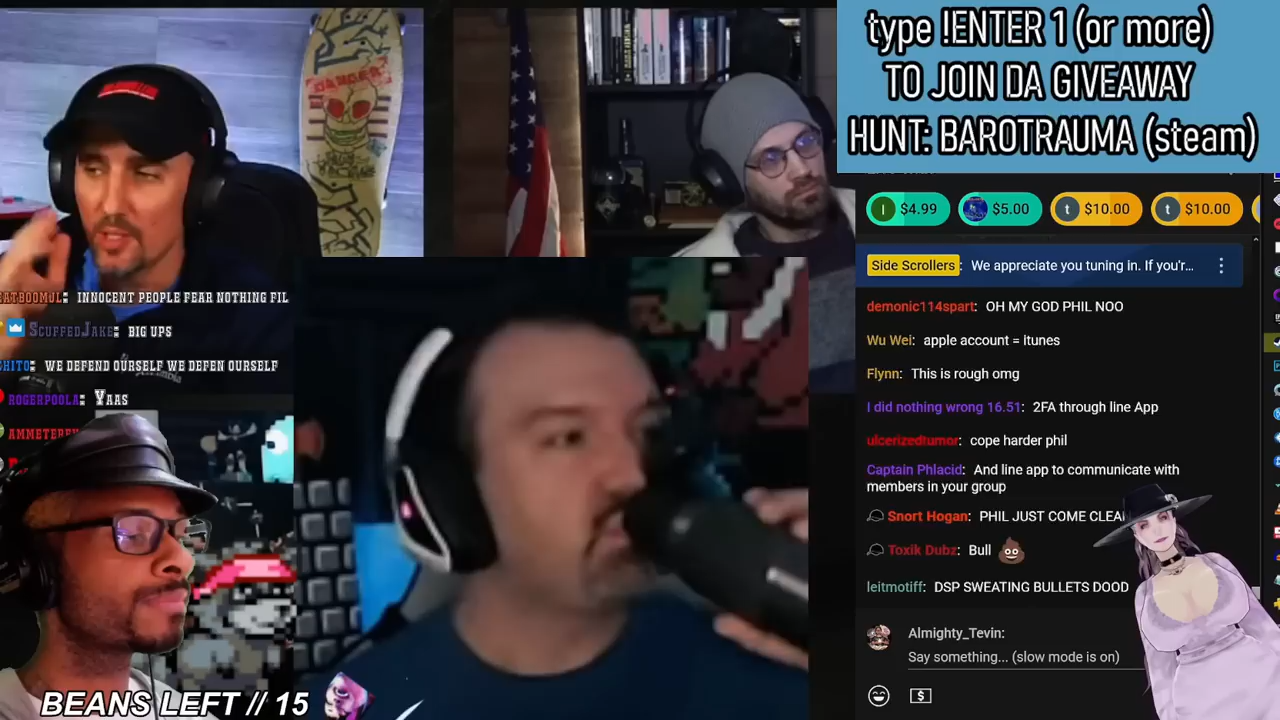 type !ENTER 1 (or more)
TO JOIN DA GIVEAWAY
HUNT: BAROTRAUMA (steam)
DANGER
$4.99
$5.00
t $10.00
t $10.00
Side Scrollers: We appreciate you tuning in. If you'r...
demonic114spart: OH MY GOD PHIL NOO
Wu Wei: apple account = itunes
Flynn: This is rough omg
I did nothing wrong 16.51: 2FA through line App
ulcerizedtumor: cope harder phil
Captain Phlacid: And line app to communicate with
members in your group
Snort Hogan: PHIL JUST COME CLEA
Toxik Dubz: Bull 💩
leitmotiff: DSP SWEATING BULLETS DOOD
Almighty_Tevin:
Say something... (slow mode is on)
EATBOOMUL: INNOCENT PEOPLE FEAR NOTHING FIL
SCUFFEDJAKE: BIG UPS
CHITO: WE DEFEND OURSELF WE DEFEN OURSELF
ROGERPOOLA: YAAS
BEANS LEFT // 15